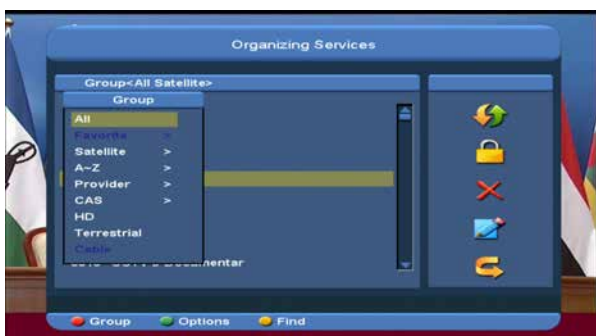 Organizing Services
Group<All Satellite>
Group
All
Favorite >
Satellite >
A~Z >
Provider >
CAS >
HD
Terrestrial
Cable
Documentar
Group Options Find